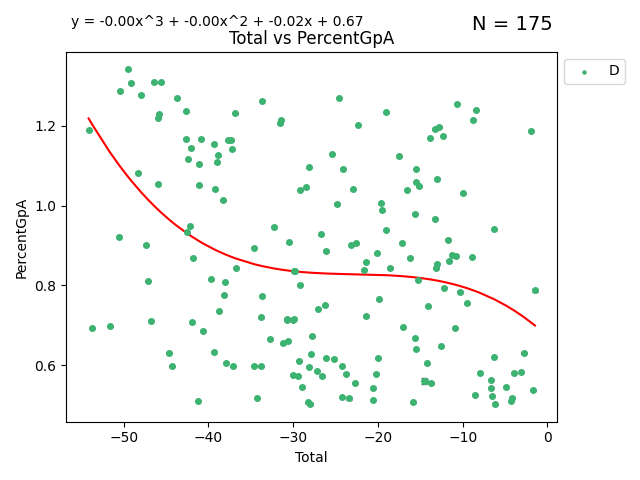 y = -0.00x^3 + -0.00x^2 + -0.02x + 0.67
N = 175
Total vs PercentGpA
D
PercentGpA
1.2
1.0
0.8
0.6
−50
−40
−30
−20
−10
0
Total